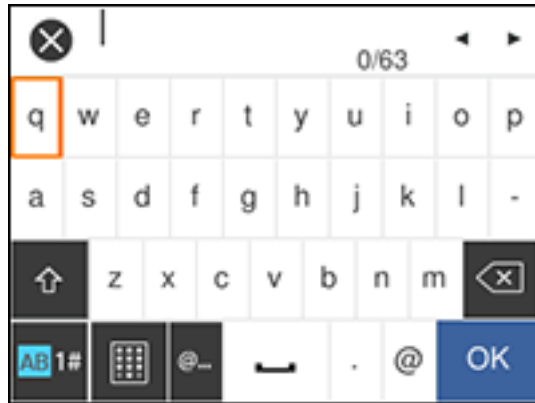 0/63
q w e r t y u i o p
a s d f g h j k l -
z x c v b n m
AB 1# @... . @ OK